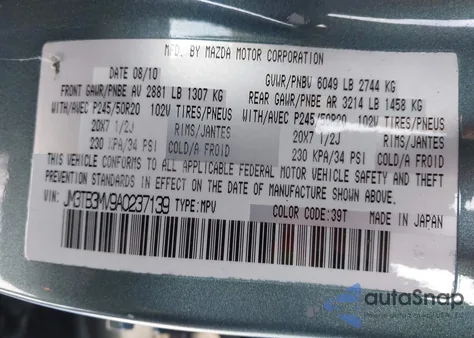 MFD. BY MAZDA MOTOR CORPORATION
DATE 08/10 GVWR/PNBV 6049 LB 2744 KG
FRONT GAWR/PNBE AV 2881 LB 1307 KG REAR GAWR/PNBE AR 3214 LB 1458 KG
WITH/AVEC P245/50R20 102V TIRES/PNEUS WITH/AVEC P245/50R20 102V TIRES/PNEUS
20X7 1/2J RIMS/JANTES 20X7 1/2J RIMS/JANTES
230 KPA/34 PSI COLD/A FROID 230 KPA/34 PSI COLD/A FROID
THIS VEHICLE CONFORMS TO ALL APPLICABLE FEDERAL MOTOR VEHICLE SAFETY AND THEFT
PREVENTION STANDARDS IN EFFECT ON THE DATE OF MANUFACTURE SHOWN ABOVE.
VIN: JM3TB3MV9A0237139 TYPE: MPV COLOR CODE: 39T MADE IN JAPAN
autoSnap